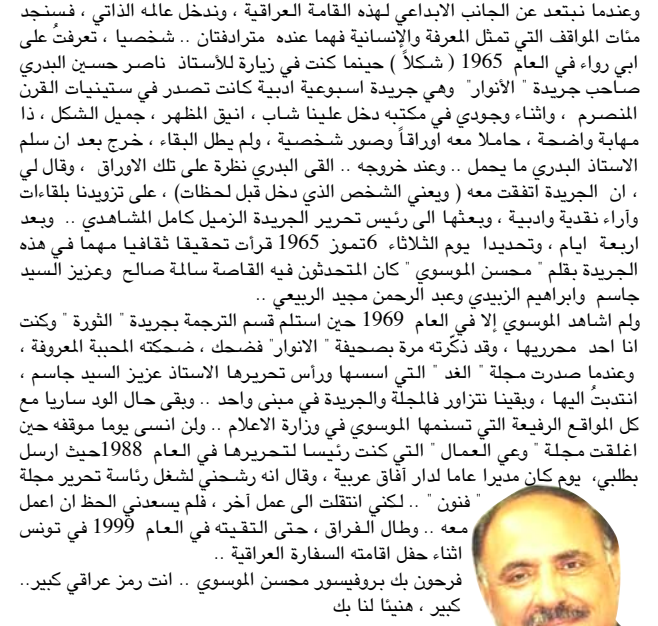 وعندما نبتعد عن الجانب الابداعي لهذه القامة العراقية ، وندخل عالمه الذاتي ، فسنجد
مئات المواقف التي تمثل المعرفة والإنسانية فهما عنده مترادفتان .. شخصيا ، تعرفتُ على
ابي رواء في العام 1965 ( شكلاً ) حينما كنت في زيارة للأستاذ ناصر حسين البدري
صاحب جريدة " الأنوار" وهي جريدة اسبوعية ادبية كانت تصدر في ستينيات القرن
المنصرم ، واثناء وجودي في مكتبه دخل علينا شاب ، انيق المظهر ، جميل الشكل ، ذا
مهابة واضحة ، حاملا معه اوراقاً وصور شخصية ، ولم يطل البقاء ، خرج بعد ان سلم
الاستاذ البدري ما يحمل .. وعند خروجه .. القى البدري نظرة على تلك الاوراق ، وقال لي
، ان الجريدة اتفقت معه ( ويعني الشخص الذي دخل قبل لحظات) ، على تزويدنا بلقاءات
وآراء نقدية وادبية ، وبعثها الى رئيس تحرير الجريدة الزميل كامل المشاهدي .. وبعد
اربعة ايام ، وتحديدا يوم الثلاثاء 6تموز 1965 قرأت تحقيقا ثقافيا مهما في هذه
الجريدة بقلم " محسن الموسوي " كان المتحدثون فيه القاصة سالمة صالح وعزيز السيد
جاسم وابراهيم الزبيدي وعبد الرحمن مجيد الربيعي ..
ولم اشاهد الموسوي إلا في العام 1969 حين استلم قسم الترجمة بجريدة " الثورة " وكنت
انا احد محرريها ، وقد ذكّرته مرة بصحيفة " الانوار" فضحك ، ضحكته المحببة المعروفة ،
وعندما صدرت مجلة " الغد " التي اسسها ورأس تحريرها الاستاذ عزيز السيد جاسم ،
انتدبتُ اليها ، وبقينا نتزاور فالمجلة والجريدة في مبنى واحد .. وبقى حال الود ساريا مع
كل المواقع الرفيعة التي تسنمها الموسوي في وزارة الاعلام .. ولن انسى يوما موقفه حين
اغلقت مجلة " وعي العمال " التي كنت رئيسا لتحريرها في العام 1988حيث ارسل
بطلبي، يوم كان مديرا عاما لدار آفاق عربية ، وقال انه رشحني لشغل رئاسة تحرير مجلة
" فنون " .. لكني انتقلت الى عمل آخر ، فلم يسعدني الحظ ان اعمل
معه .. وطال الفراق ، حتى التقيته في العام 1999 في تونس
اثناء حفل اقامته السفارة العراقية ..
فرحون بك بروفيسور محسن الموسوي .. انت رمز عراقي كبير..
كبير ، هنيئا لنا بك